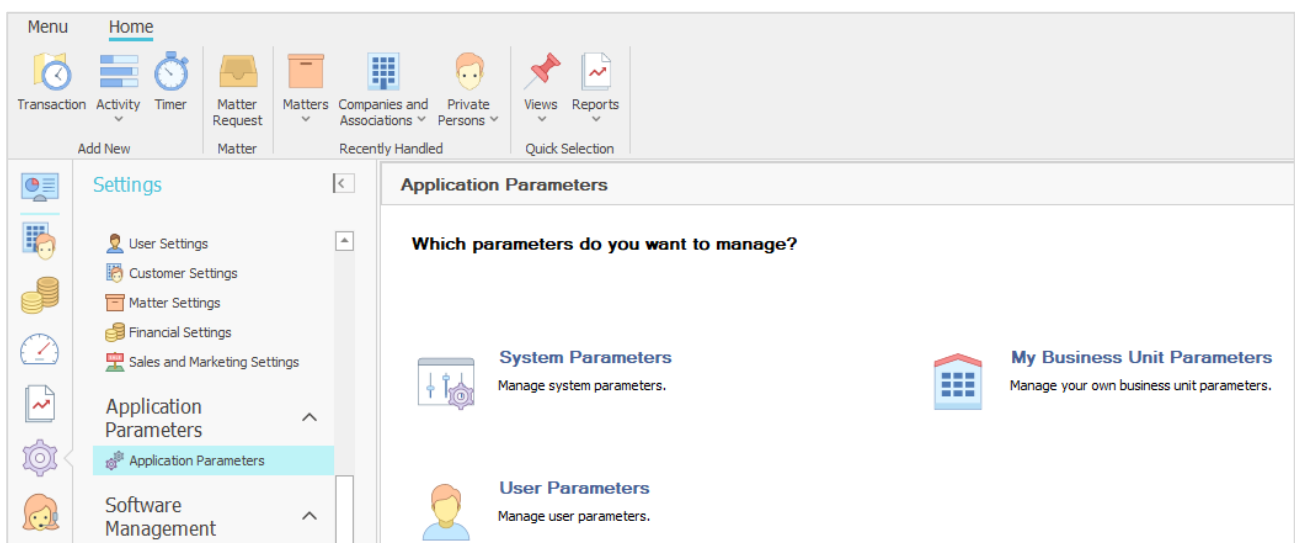 Menu Home
Transaction Activity Timer Matter Request Matters Companies and Associations Private Persons Views Reports
Add New Matter Recently Handled Quick Selection
Settings
User Settings
Customer Settings
Matter Settings
Financial Settings
Sales and Marketing Settings
Application
Parameters
Application Parameters
Software
Management
Application Parameters
Which parameters do you want to manage?
System Parameters
Manage system parameters.
My Business Unit Parameters
Manage your own business unit parameters.
User Parameters
Manage user parameters.